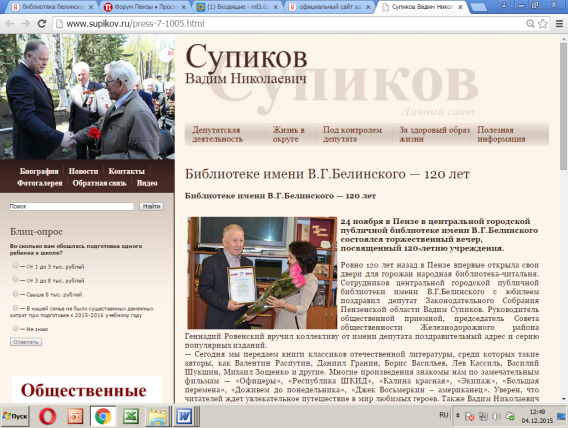 библиотека белинско
Форум Пензы • Просм
Входящие - ml3.63
официальный сайт ва
Супиков Вадим Никол
www.supikov.ru/press-7-1005.html
Супиков
Супиков
Вадим Николаевич
Личный сайт
Депутатская деятельность
Жизнь в округе
Под контролем депутата
За здоровый образ жизни
Полезная информация
Биография Новости Контакты
Фотогалерея Обратная связь Видео
Поиск Найти
Блиц-опрос
Во сколько вам обошлась подготовка одного
ребенка к школе?
— От 1 до 3 тыс. рублей
— От 3 до 8 тыс. рублей
— Свыше 8 тыс. рублей
— В нашей семье не было существенных денежных
затрат при подготовке к 2015-2016 учебному году
— Не знаю
Ответить
Общественные
Библиотеке имени В.Г.Белинского — 120 лет
Библиотеке имени В.Г.Белинского — 120 лет
24 ноября в Пензе в центральной городской
публичной библиотеке имени В.Г.Белинского
состоялся торжественный вечер,
посвященный 120-летию учреждения.
Ровно 120 лет назад в Пензе впервые открыла свои
двери для горожан народная библиотека-читальня.
Сотрудников центральной городской публичной
библиотеки имени В.Г.Белинского с юбилеем
поздравил депутат Законодательного Собрания
Пензенской области Вадим Супиков. Руководитель
общественной приемной, председатель Совета
общественности Железнодорожного района
Геннадий Ровенский вручил коллективу от имени депутата поздравительный адрес и серию
популярных изданий.
— Сегодня мы передаем книги классиков отечественной литературы, среди которых такие
авторы, как Валентин Распутин, Даниил Гранин, Борис Васильев, Лев Кассиль, Василий
Шукшин, Михаил Зощенко и другие. Многие произведения знакомы нам по замечательным
фильмам — «Офицеры», «Республика ШКИД», «Калина красная», «Экипаж», «Большая
перемена», «Доживем до понедельника», «Джек Восьмеркин – американец». Уверен, что
читателей ждет увлекательное путешествие в мир любимых героев. Также Вадим Николаевич
Пуск
RU
12:49
04.12.2015